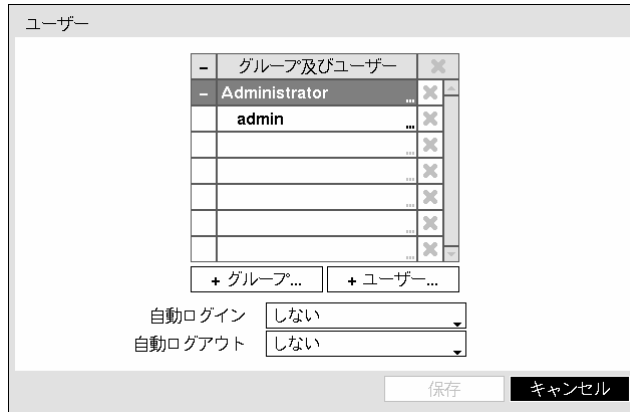 ユーザー
− グループ及びユーザー
− Administrator ...
admin ...
...
...
...
...
...
+ グループ... + ユーザー...
自動ログイン しない
自動ログアウト しない
保存 キャンセル